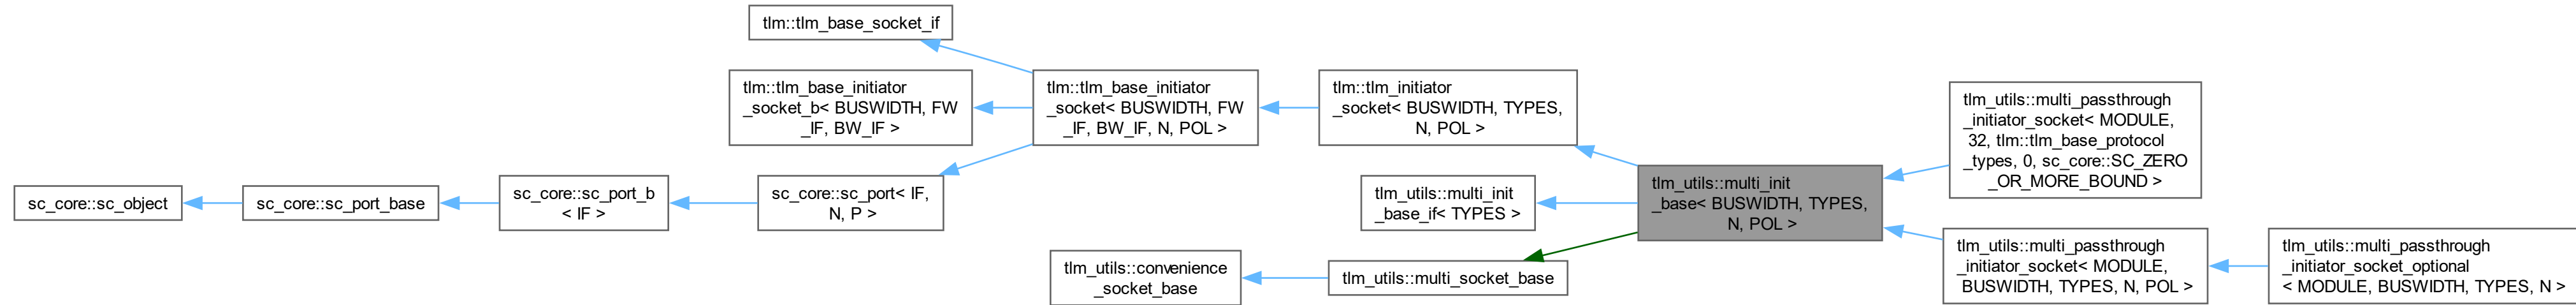 tlm::tlm_base_socket_if
tlm::tlm_base_initiator
_socket_b< BUSWIDTH, FW
_IF, BW_IF >
tlm::tlm_base_initiator
_socket< BUSWIDTH, FW
_IF, BW_IF, N, POL >
tlm::tlm_initiator
_socket< BUSWIDTH, TYPES,
N, POL >
tlm_utils::multi_passthrough
_initiator_socket< MODULE,
32, tlm::tlm_base_protocol
_types, 0, sc_core::SC_ZERO
_OR_MORE_BOUND >
sc_core::sc_object
sc_core::sc_port_base
sc_core::sc_port_b
< IF >
sc_core::sc_port< IF,
N, P >
tlm_utils::multi_init
_base_if< TYPES >
tlm_utils::multi_init
_base< BUSWIDTH, TYPES,
N, POL >
tlm_utils::convenience
_socket_base
tlm_utils::multi_socket_base
tlm_utils::multi_passthrough
_initiator_socket< MODULE,
BUSWIDTH, TYPES, N, POL >
tlm_utils::multi_passthrough
_initiator_socket_optional
< MODULE, BUSWIDTH, TYPES, N >